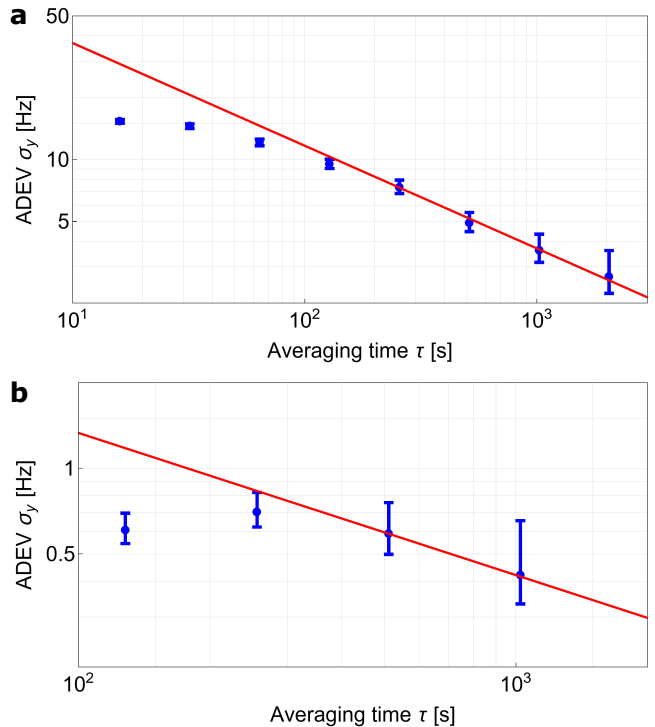 a
50
10
5
ADEV σy [Hz]
10¹ 10² 10³
Averaging time τ [s]
b
1
0.5
ADEV σy [Hz]
10² 10³
Averaging time τ [s]